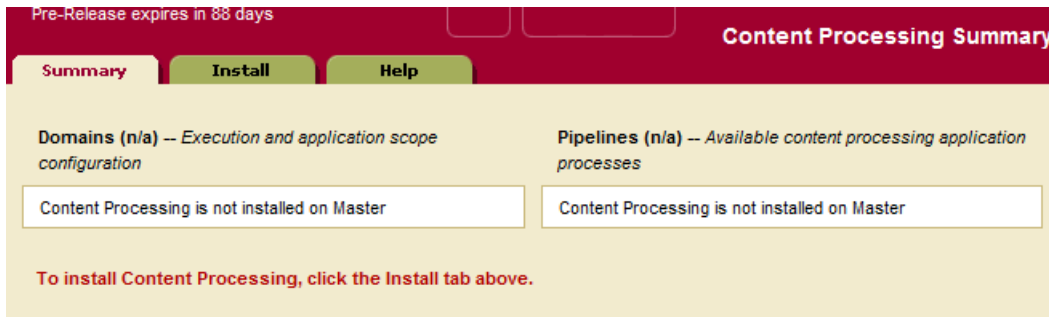 Pre-Release expires in 88 days
Content Processing Summary
Summary
Install
Help
Domains (n/a) -- Execution and application scope
configuration
Pipelines (n/a) -- Available content processing application
processes
Content Processing is not installed on Master
Content Processing is not installed on Master
To install Content Processing, click the Install tab above.